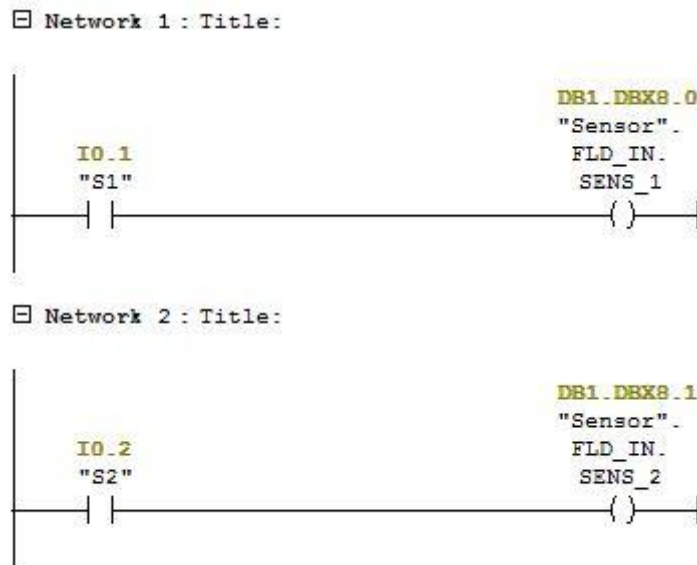 Network 1 : Title:
DB1.DBX8.0
"Sensor".
I0.1 FLD_IN.
"S1" SENS_1
Network 2 : Title:
DB1.DBX8.1
"Sensor".
I0.2 FLD_IN.
"S2" SENS_2